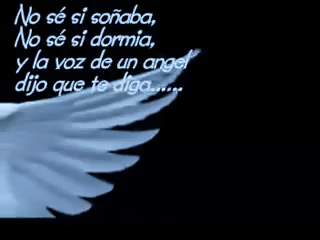 No sé si soñaba,
No sé si dormia,
y la voz de un angel
dijo que te diga......